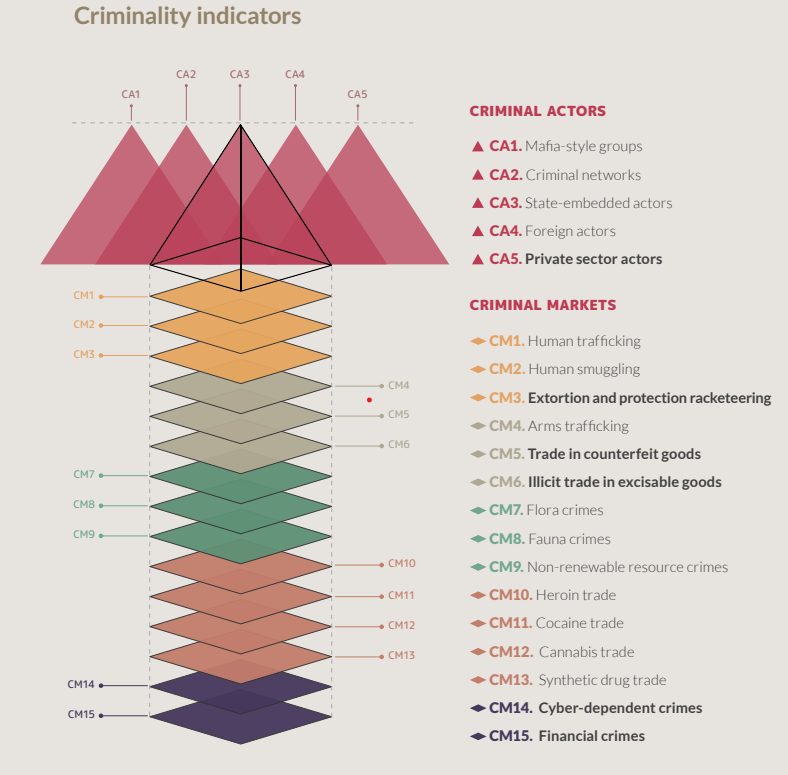 Criminality indicators
CA1
CA2
CA3
CA4
CA5
CM1
CM2
CM3
CM4
CM5
CM6
CM7
CM8
CM9
CM10
CM11
CM12
CM13
CM14
CM15
CRIMINAL ACTORS
CA1. Mafia-style groups
CA2. Criminal networks
CA3. State-embedded actors
CA4. Foreign actors
CA5. Private sector actors
CRIMINAL MARKETS
CM1. Human trafficking
CM2. Human smuggling
CM3. Extortion and protection racketeering
CM4. Arms trafficking
CM5. Trade in counterfeit goods
CM6. Illicit trade in excisable goods
CM7. Flora crimes
CM8. Fauna crimes
CM9. Non-renewable resource crimes
CM10. Heroin trade
CM11. Cocaine trade
CM12. Cannabis trade
CM13. Synthetic drug trade
CM14. Cyber-dependent crimes
CM15. Financial crimes